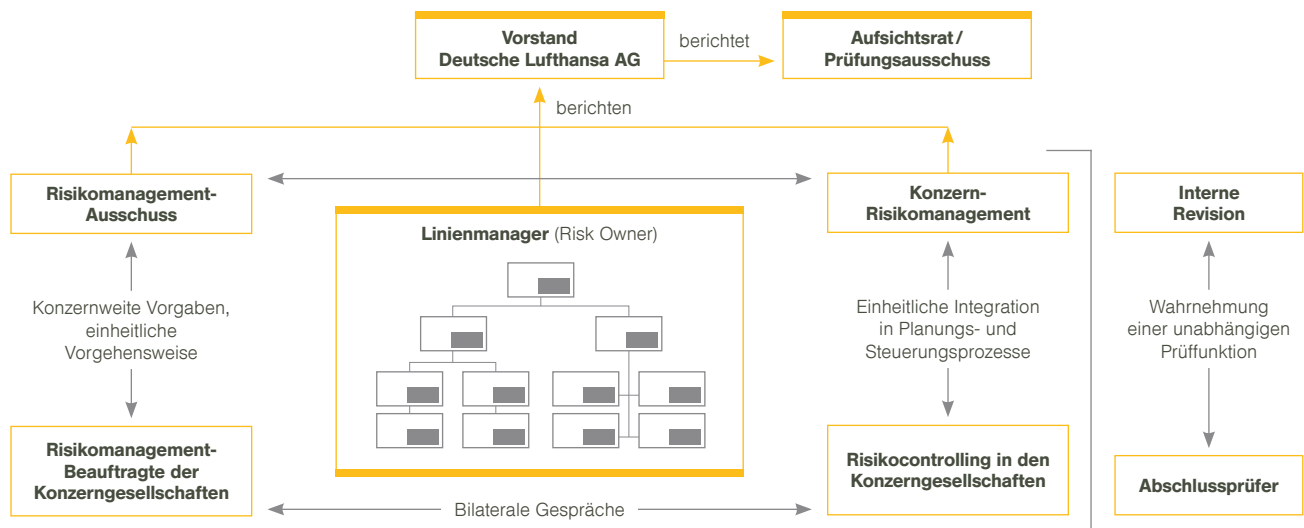 Vorstand
Deutsche Lufthansa AG
berichtet
Aufsichtsrat /
Prüfungsausschuss
berichten
Risikomanagement-
Ausschuss
Konzern-
Risikomanagement
Interne
Revision
Linienmanager (Risk Owner)
Konzernweite Vorgaben,
einheitliche
Vorgehensweise
Einheitliche Integration
in Planungs- und
Steuerungsprozesse
Wahrnehmung
einer unabhängigen
Prüffunktion
Risikomanagement-
Beauftragte der
Konzerngesellschaften
Bilaterale Gespräche
Risikocontrolling in den
Konzerngesellschaften
Abschlussprüfer